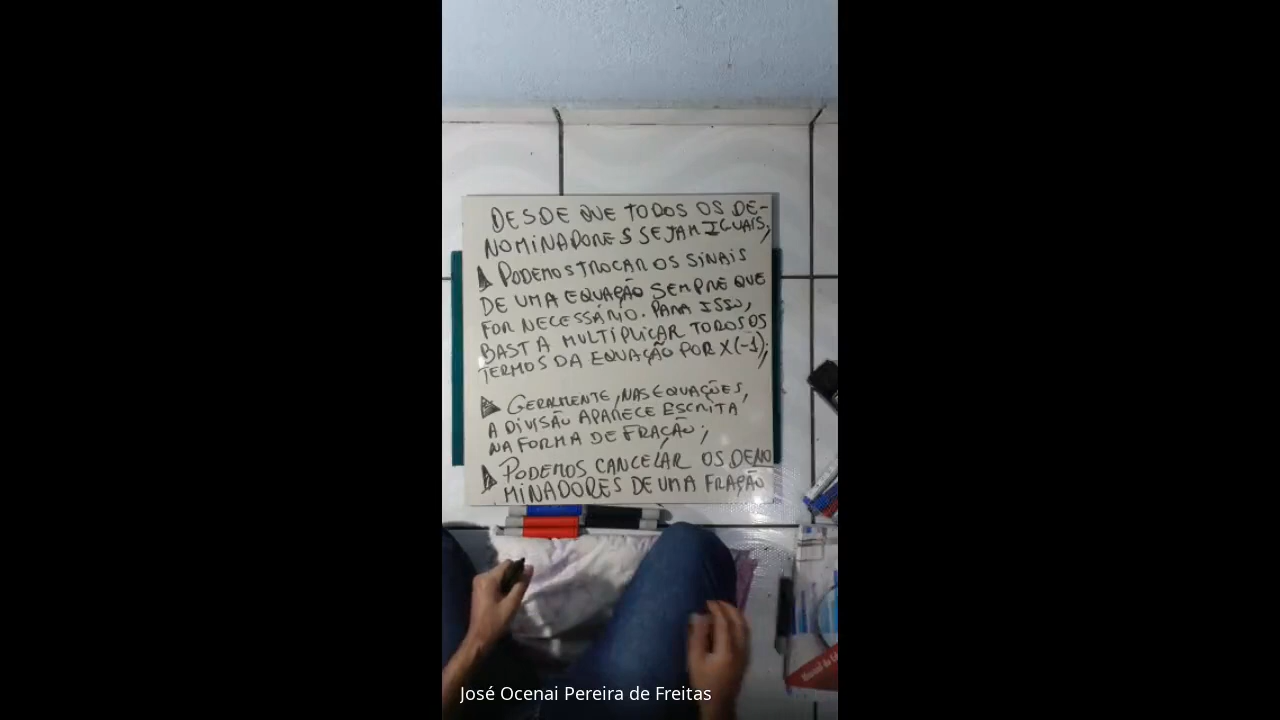 DESDE QUE TODOS OS DE-
NOMINADORES SEJAM IGUAIS;
PODEMOS TROCAR OS SINAIS
DE UMA EQUAÇÃO SEMPRE QUE
FOR NECESSÁRIO. PARA ISSO,
BASTA MULTIPLICAR TODOS OS
TERMOS DA EQUAÇÃO POR X(-1);
GERALMENTE, NAS EQUAÇÕES,
A DIVISÃO APARECE ESCRITA
NA FORMA DE FRAÇÃO;
PODEMOS CANCELAR OS DENO
MINADORES DE UMA FRAÇÃO
José Ocenai Pereira de Freitas